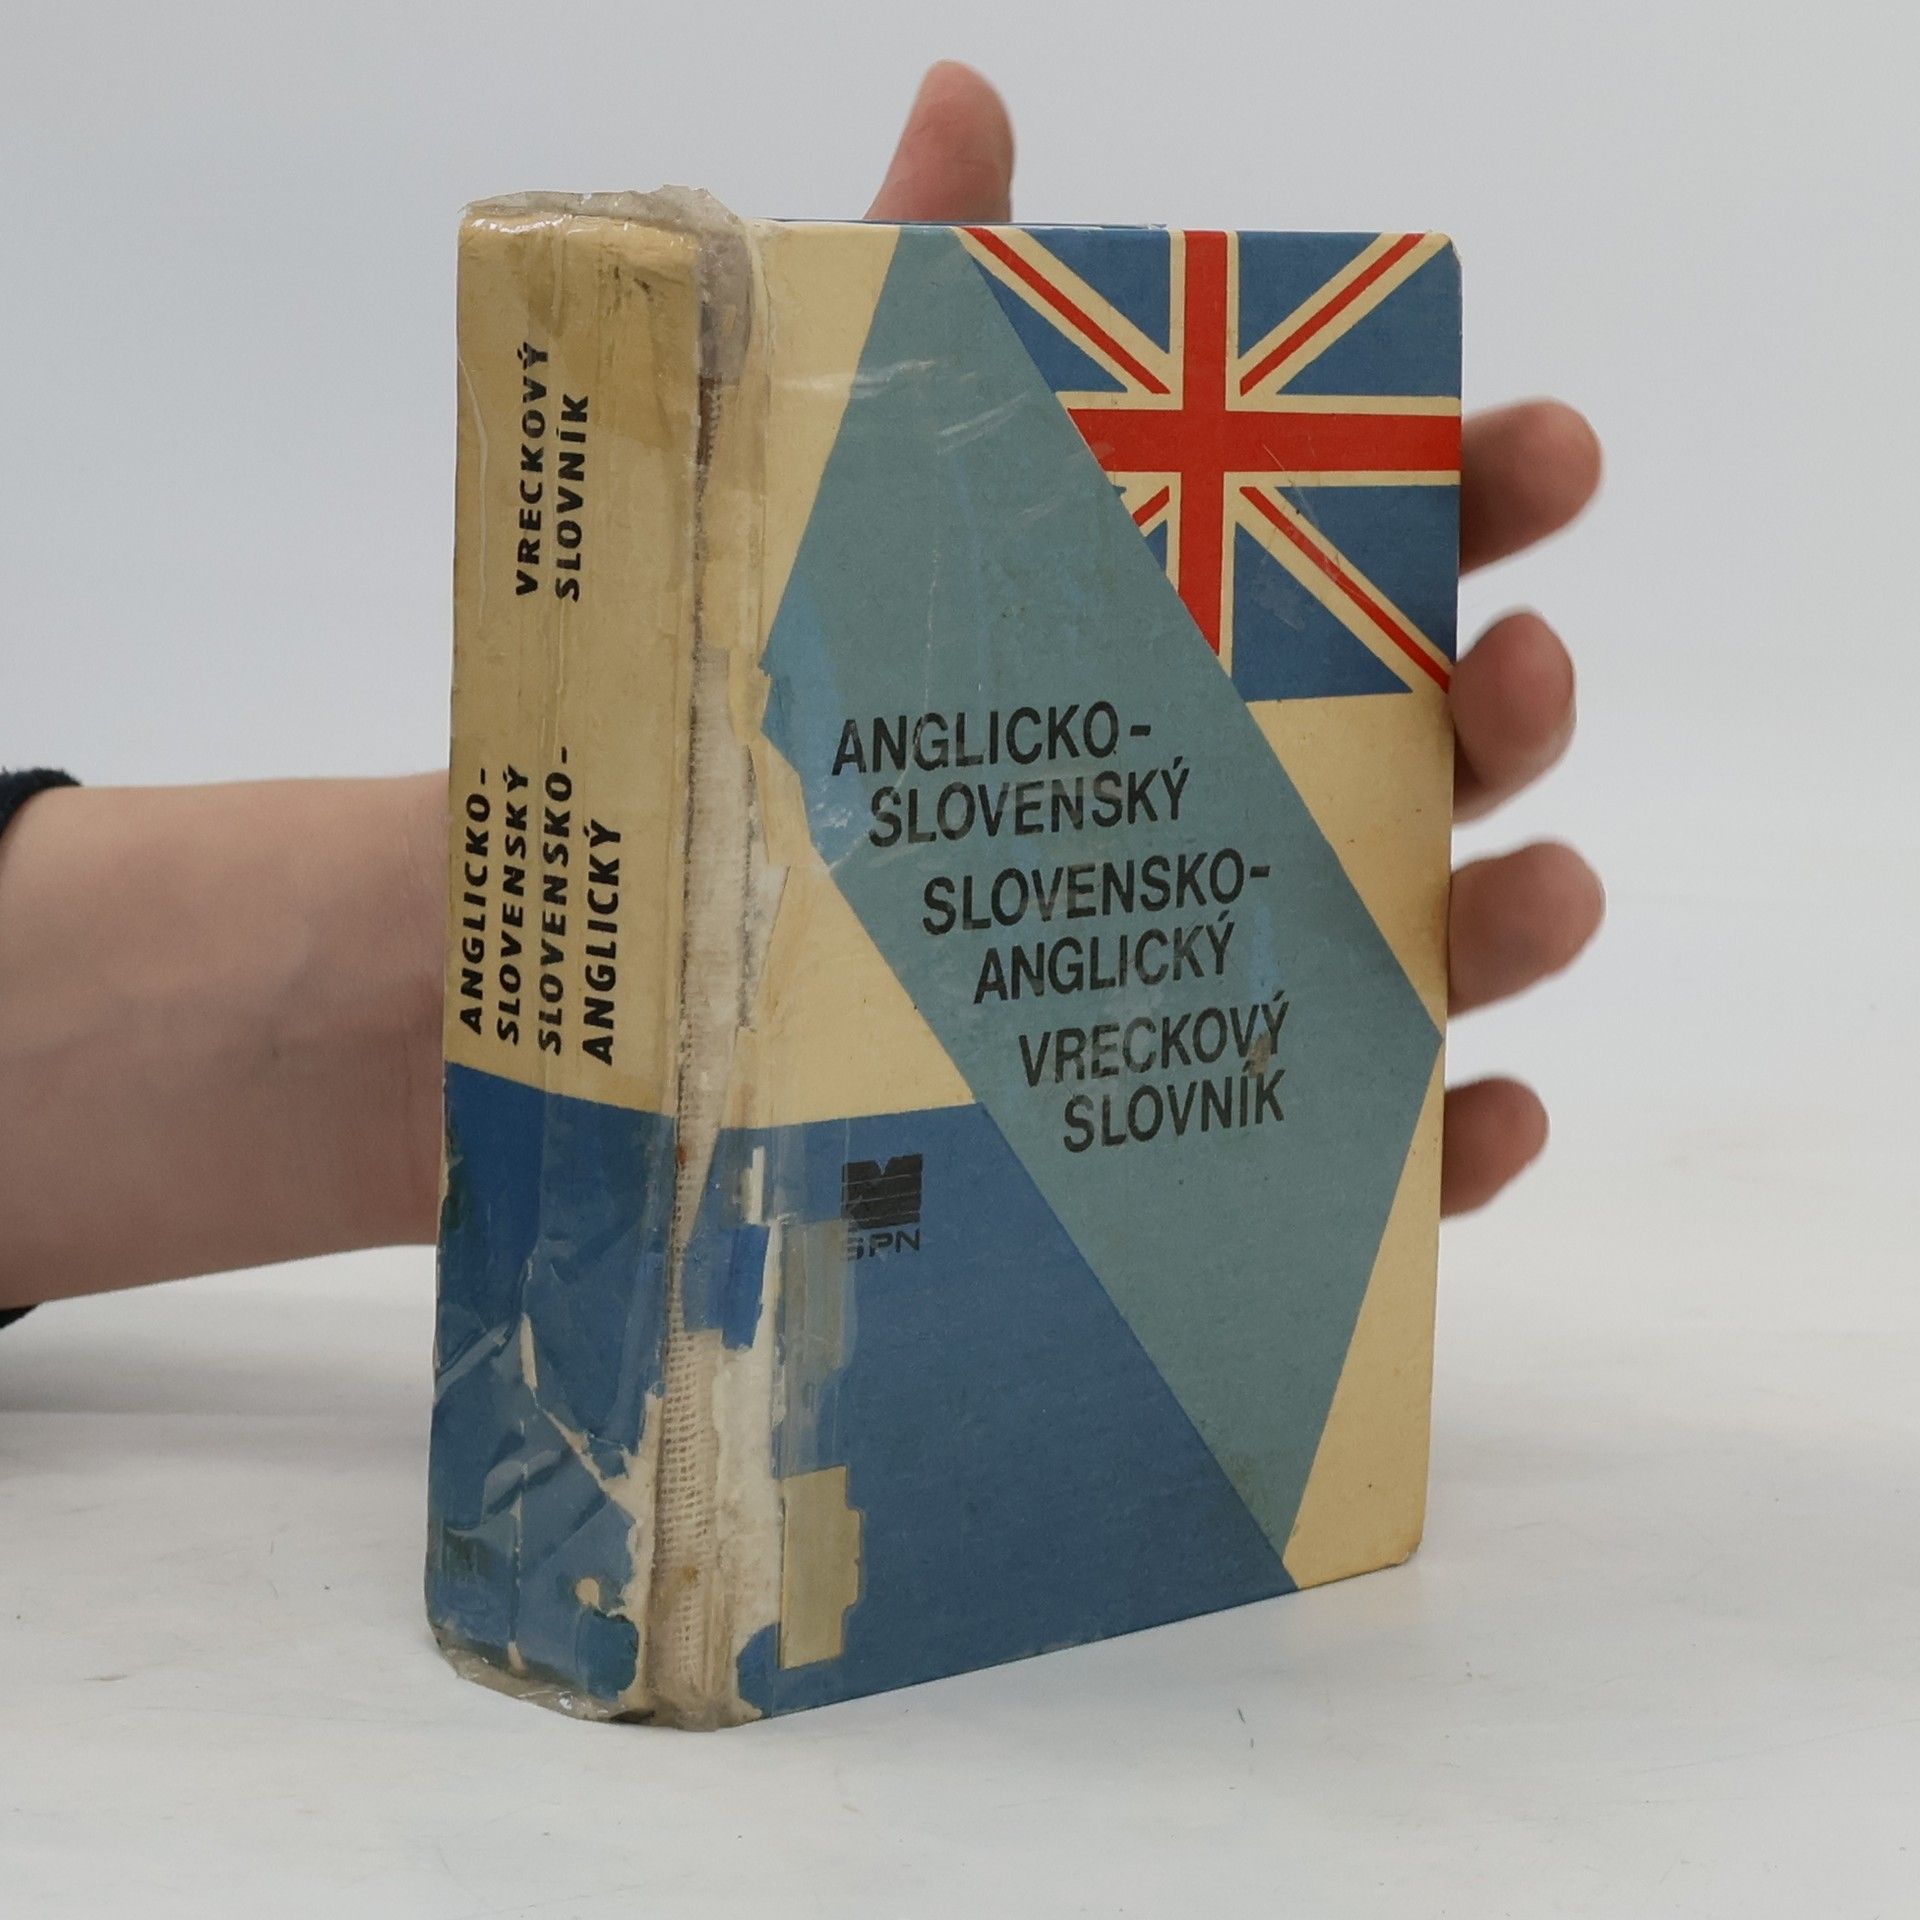 VRECKOVÝ
SLOVNÍK
ANGLICKO-
SLOVENSKÝ
SLOVENSKO-
ANGLICKÝ
ANGLICKO-
SLOVENSKÝ
SLOVENSKO-
ANGLICKÝ
VRECKOVÝ
SLOVNÍK
SPN